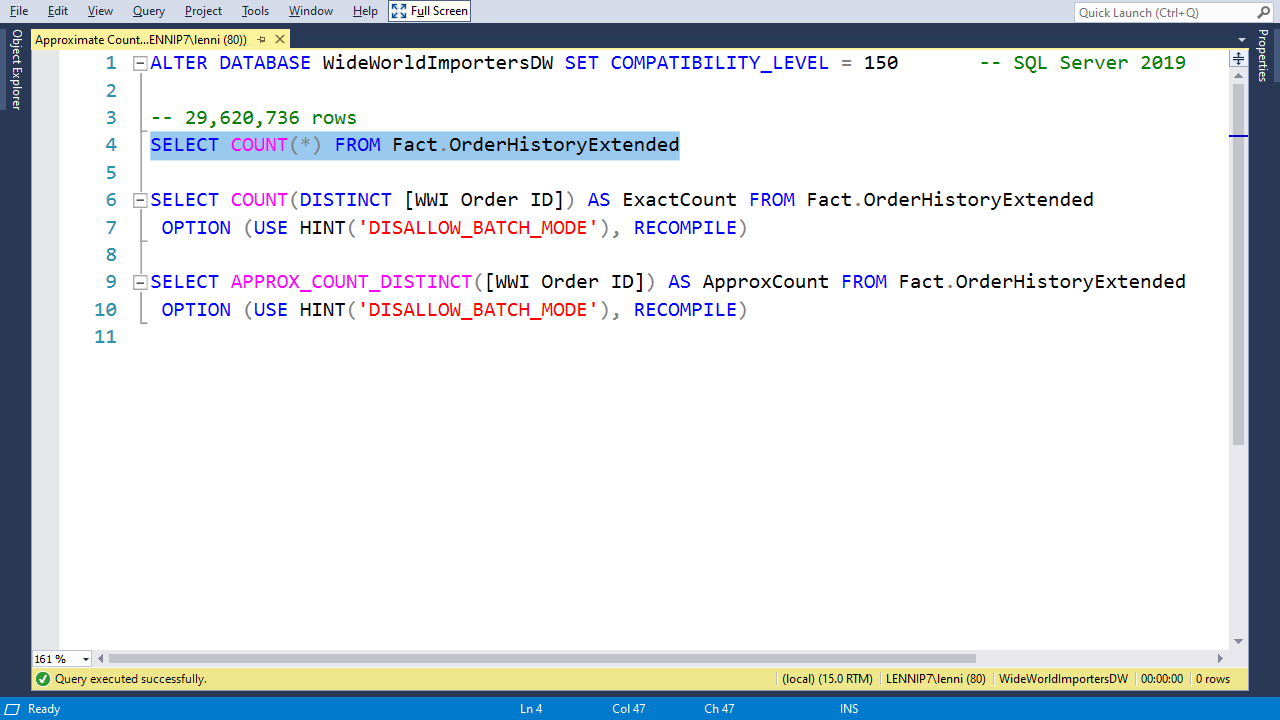 File Edit View Query Project Tools Window Help Full Screen Quick Launch (Ctrl+Q)
Approximate Count...ENNIP7\lenni (80))
Object Explorer
Properties
1 ALTER DATABASE WideWorldImportersDW SET COMPATIBILITY_LEVEL = 150 -- SQL Server 2019
2
3 -- 29,620,736 rows
4 SELECT COUNT(*) FROM Fact.OrderHistoryExtended
5
6 SELECT COUNT(DISTINCT [WWI Order ID]) AS ExactCount FROM Fact.OrderHistoryExtended
7 OPTION (USE HINT('DISALLOW_BATCH_MODE'), RECOMPILE)
8
9 SELECT APPROX_COUNT_DISTINCT([WWI Order ID]) AS ApproxCount FROM Fact.OrderHistoryExtended
10 OPTION (USE HINT('DISALLOW_BATCH_MODE'), RECOMPILE)
11
161 %
Query executed successfully. (local) (15.0 RTM) LENNIP7\lenni (80) WideWorldImportersDW 00:00:00 0 rows
Ready Ln 4 Col 47 Ch 47 INS